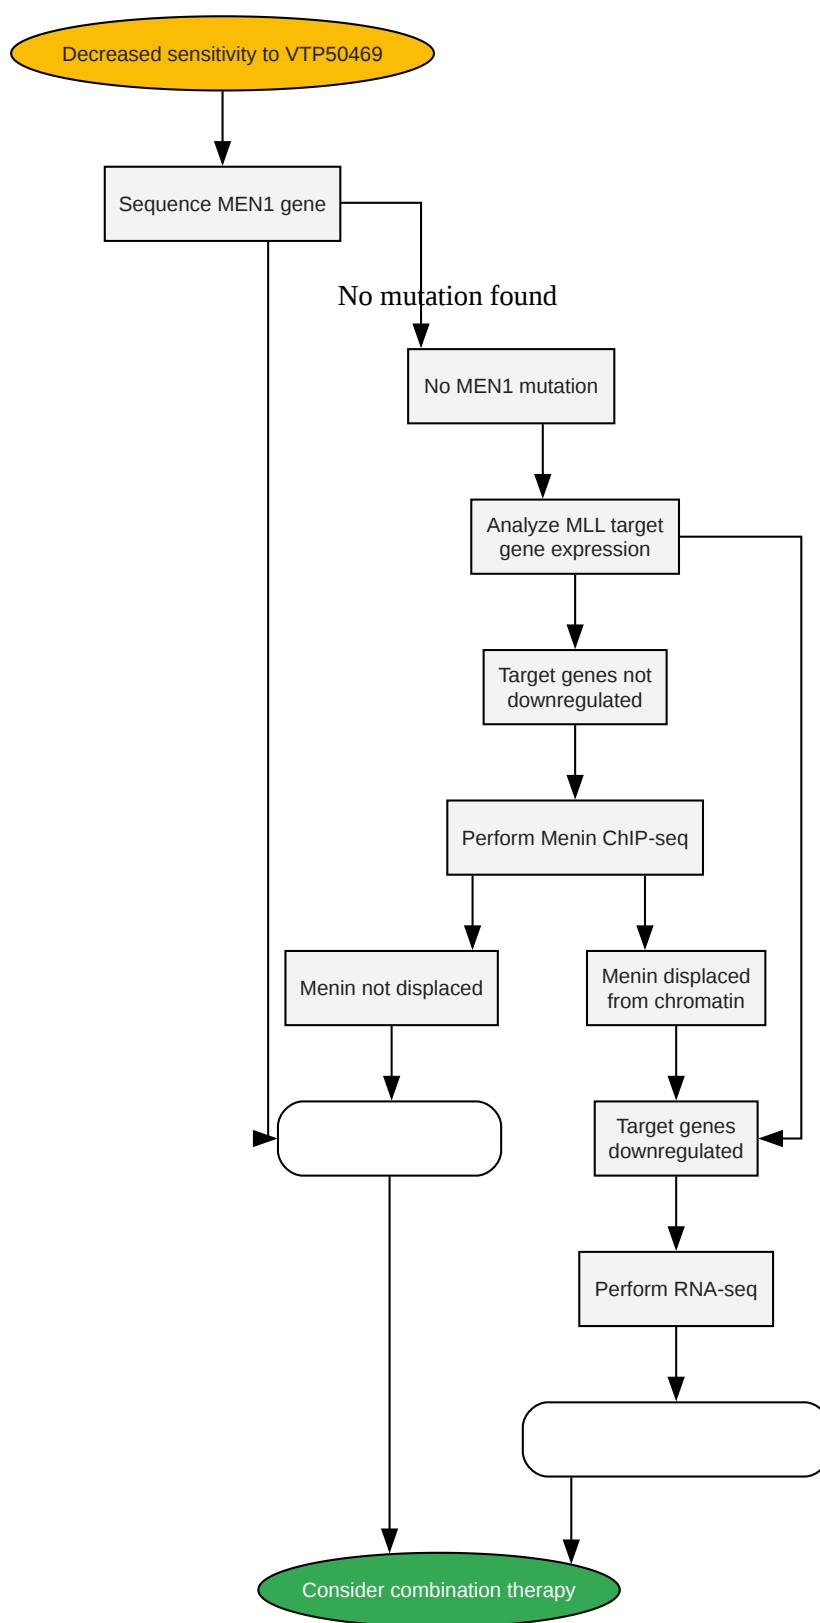 Decreased sensitivity to VTP50469
Sequence MEN1 gene
No mutation found
No MEN1 mutation
Analyze MLL target
gene expression
Target genes not
downregulated
Perform Menin ChIP-seq
Menin not displaced
Menin displaced
from chromatin
Target genes
downregulated
Perform RNA-seq
Consider combination therapy